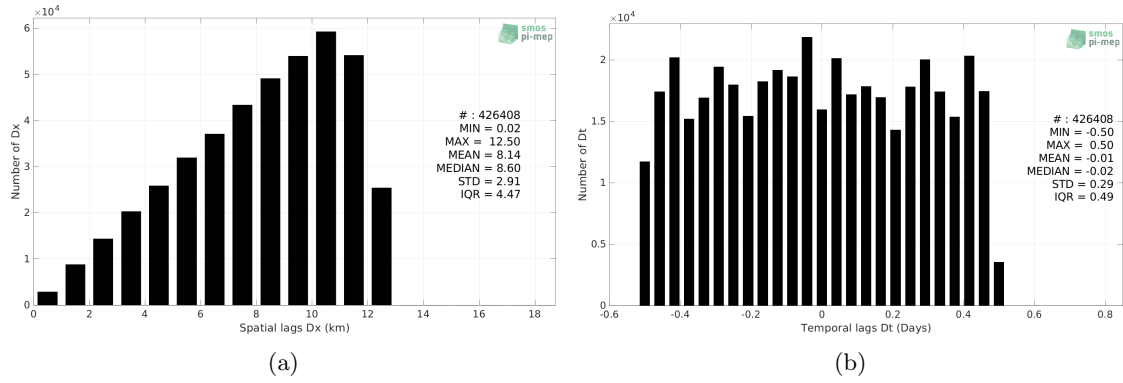 ×10⁴
6
5
4
3
2
1
0
Number of Dx
smos
pi-mep
# : 426408
MIN = 0.02
MAX = 12.50
MEAN = 8.14
MEDIAN = 8.60
STD = 2.91
IQR = 4.47
0 2 4 6 8 10 12 14 16 18
Spatial lags Dx (km)
(a)
×10⁴
2
1.5
1
0.5
0
Number of Dt
smos
pi-mep
# : 426408
MIN = -0.50
MAX = 0.50
MEAN = -0.01
MEDIAN = -0.02
STD = 0.29
IQR = 0.49
-0.6 -0.4 -0.2 0 0.2 0.4 0.6 0.8
Temporal lags Dt (Days)
(b)